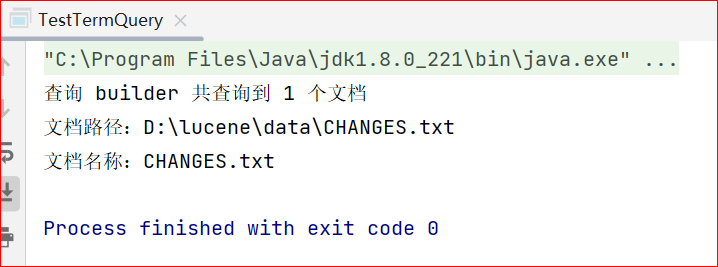 TestTermQuery
"C:\Program Files\Java\jdk1.8.0_221\bin\java.exe" ...
查询 builder 共查询到 1 个文档
文档路径：D:\lucene\data\CHANGES.txt
文档名称：CHANGES.txt
Process finished with exit code 0